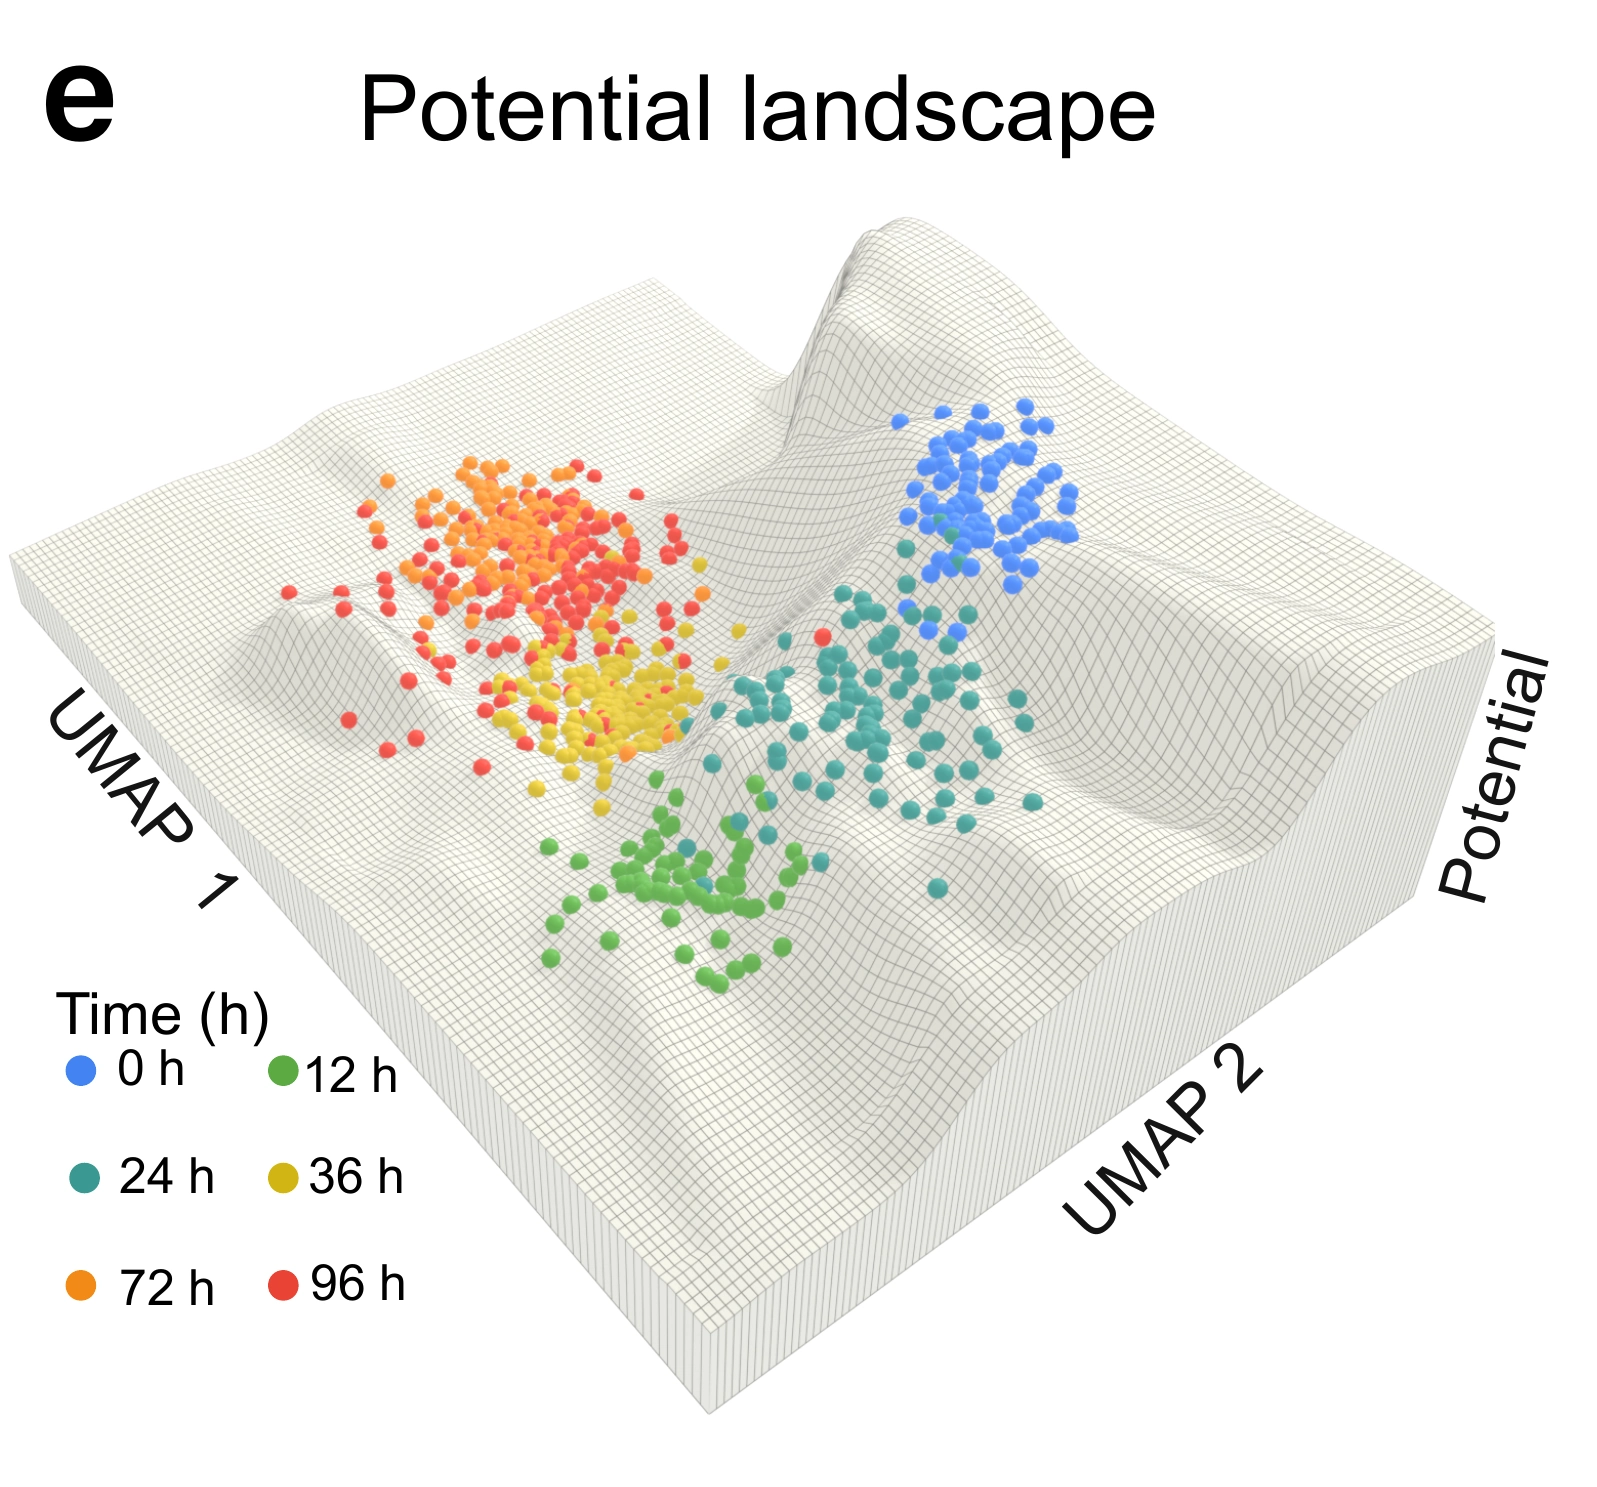 e
Potential landscape
UMAP 1
UMAP 2
Potential
Time (h)
0 h
12 h
24 h
36 h
72 h
96 h